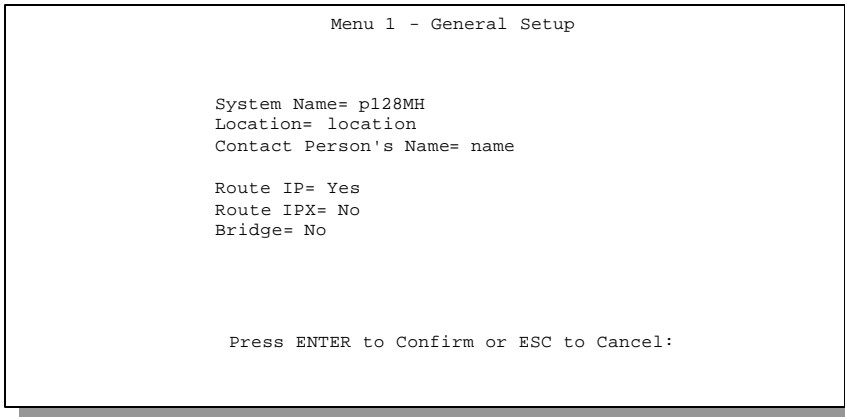 Menu 1 - General Setup
System Name= p128MH
Location= location
Contact Person's Name= name
Route IP= Yes
Route IPX= No
Bridge= No
Press ENTER to Confirm or ESC to Cancel: